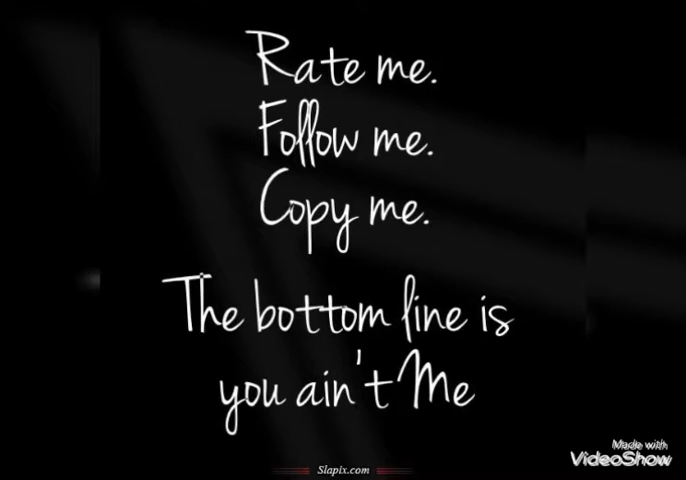 Rate me.
Follow me.
Copy me.
The bottom line is
you ain't Me
Made with
VideoShow
Slapix.com